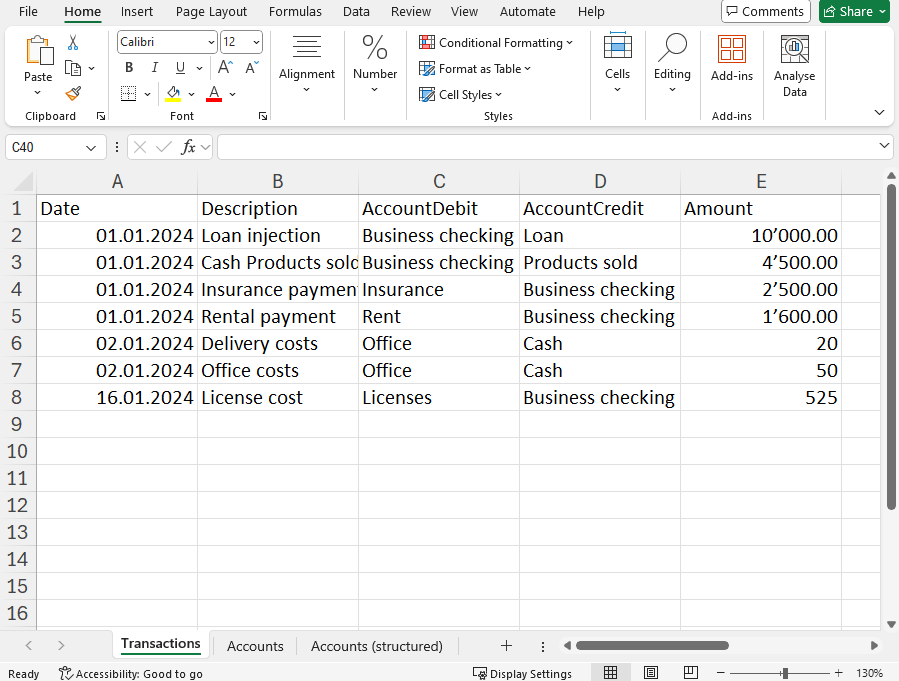 File Home Insert Page Layout Formulas Data Review View Automate Help Comments Share
Paste
Clipboard
Calibri 12
B I U A A
A
Font
Alignment
%
Number
Conditional Formatting
Format as Table
Cell Styles
Styles
Cells
Editing
Add-ins
Add-ins
Analyse
Data
C40 fx
A B C D E
1 Date Description AccountDebit AccountCredit Amount
2 01.01.2024 Loan injection Business checking Loan 10’000.00
3 01.01.2024 Cash Products sold Business checking Products sold 4’500.00
4 01.01.2024 Insurance paymen Insurance Business checking 2’500.00
5 01.01.2024 Rental payment Rent Business checking 1’600.00
6 02.01.2024 Delivery costs Office Cash 20
7 02.01.2024 Office costs Office Cash 50
8 16.01.2024 License cost Licenses Business checking 525
9
10
11
12
13
14
15
16
Transactions Accounts Accounts (structured)
Ready Accessibility: Good to go Display Settings 130%